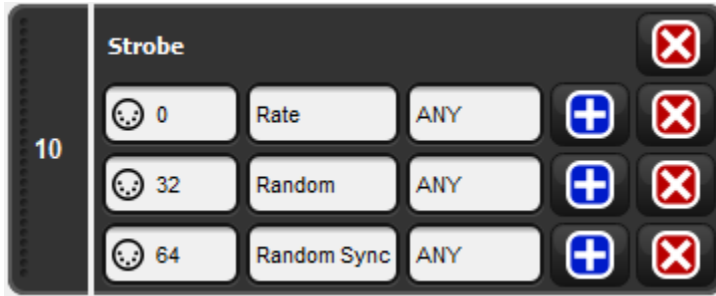 Strobe
10
0 Rate ANY
32 Random ANY
64 Random Sync ANY